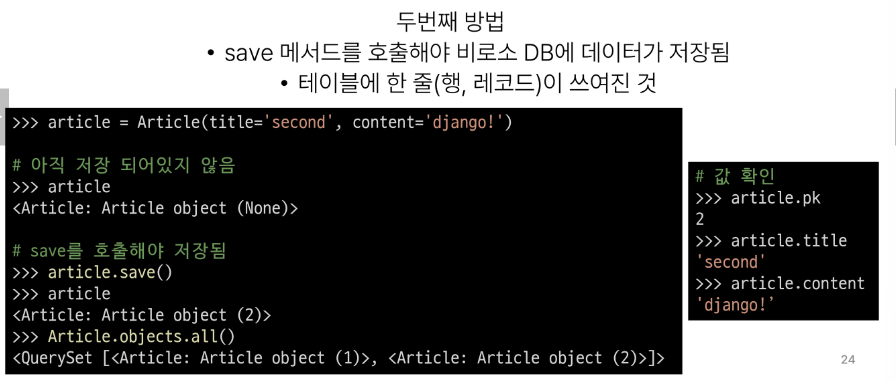 두번째 방법
• save 메서드를 호출해야 비로소 DB에 데이터가 저장됨
• 테이블에 한 줄(행, 레코드)이 쓰여진 것
>>> article = Article(title='second', content='django!')
# 아직 저장 되어있지 않음
>>> article
<Article: Article object (None)>
# save를 호출해야 저장됨
>>> article.save()
>>> article
<Article: Article object (2)>
>>> Article.objects.all()
<QuerySet [<Article: Article object (1)>, <Article: Article object (2)>]>
# 값 확인
>>> article.pk
2
>>> article.title
'second'
>>> article.content
'django!’
24